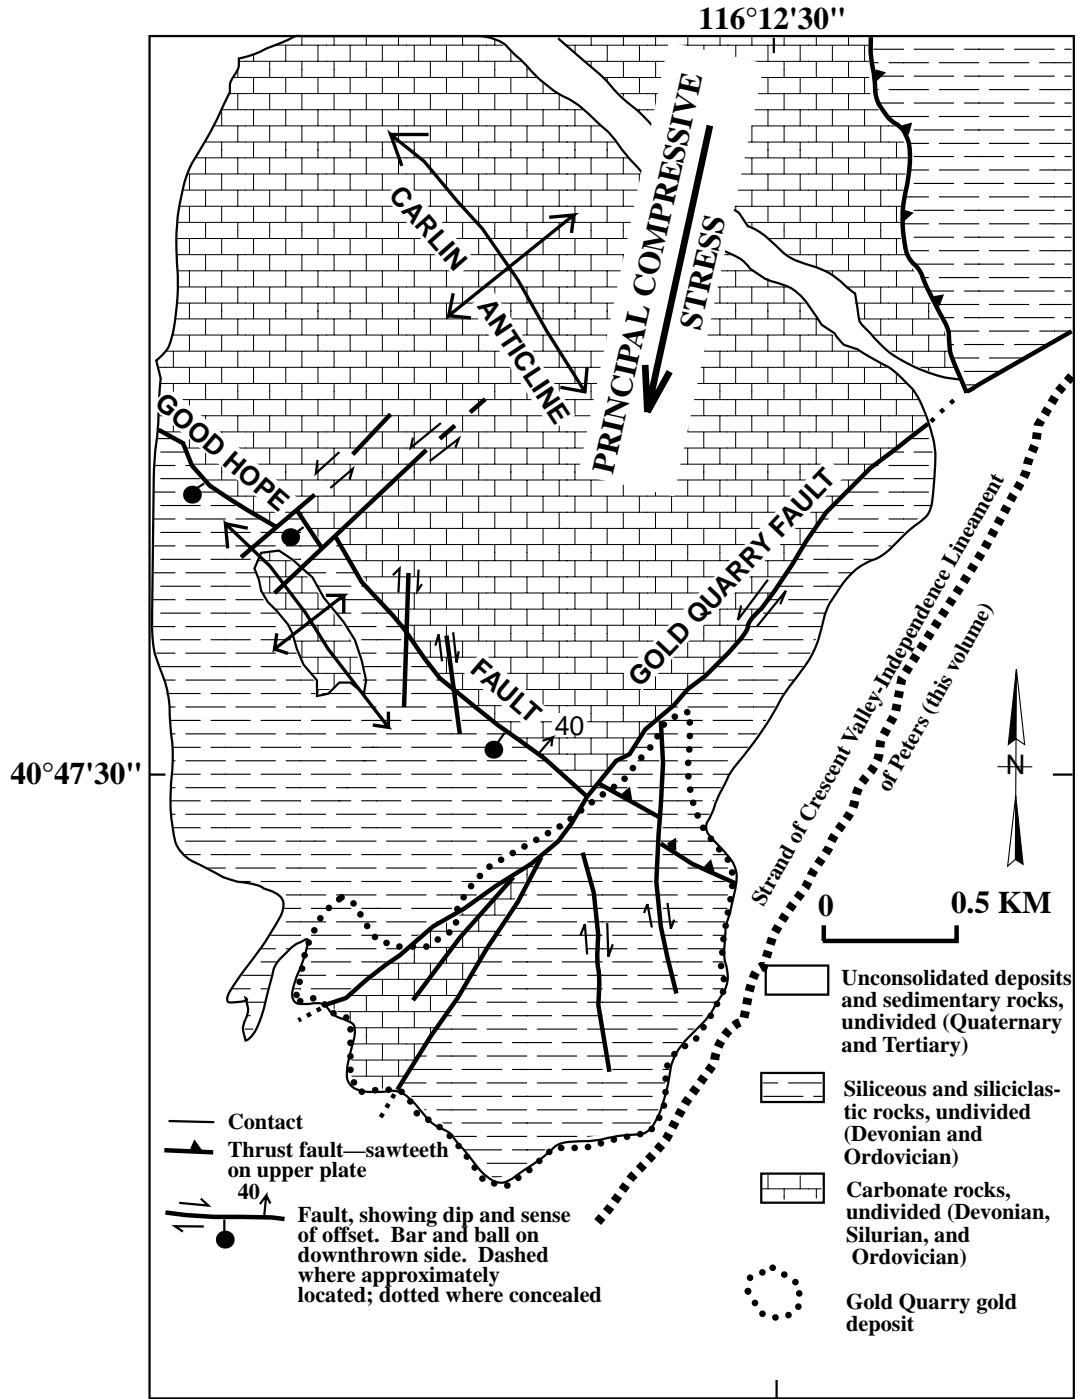 116°12'30"
PRINCIPAL COMPRESSIVE
STRESS
CARLIN
ANTICLINE
GOOD HOPE
FAULT
40
GOLD QUARRY FAULT
Strand of Crescent Valley-Independence Lineament
of Peters (this volume)
N
40°47'30"
0
0.5 KM
Unconsolidated deposits
and sedimentary rocks,
undivided (Quaternary
and Tertiary)
Siliceous and siliciclas-
tic rocks, undivided
(Devonian and
Ordovician)
Carbonate rocks,
undivided (Devonian,
Silurian, and
Ordovician)
Gold Quarry gold
deposit
Contact
Thrust fault—sawteeth
on upper plate
40
Fault, showing dip and sense
of offset. Bar and ball on
downthrown side. Dashed
where approximately
located; dotted where concealed